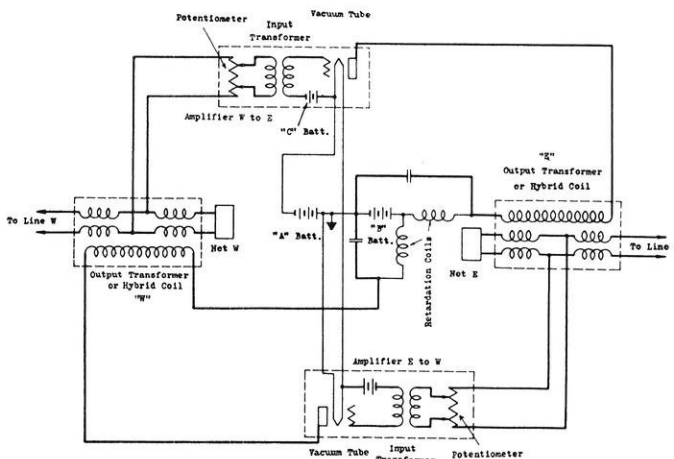 Potentiometer
Input
Transformer
Vacuum Tube
Amplifier W to E
"C" Batt.
"E"
Output Transformer
or Hybrid Coil
To Line W
Net W
"A" Batt.
"B"
Batt.
Retardation Coils
Net E
To Line
Output Transformer
or Hybrid Coil
"W"
Amplifier E to W
Vacuum Tube
Input
Transformer
Potentiometer